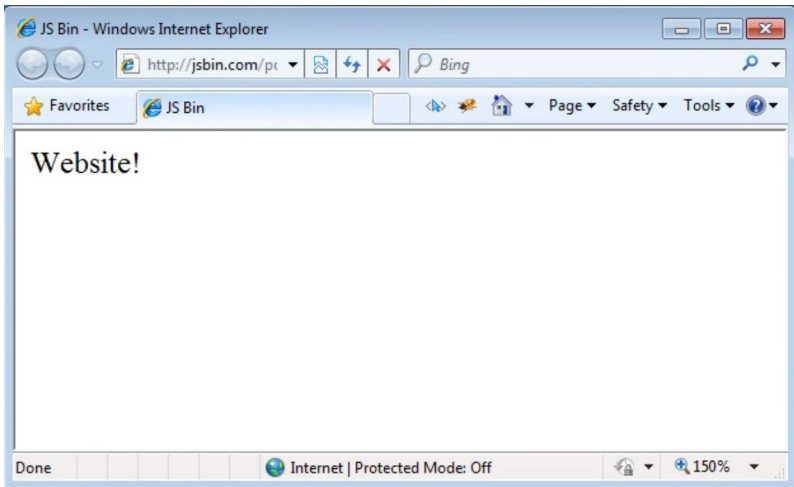 JS Bin - Windows Internet Explorer
http://jsbin.com/p Bing
Favorites JS Bin Page Safety Tools
Website!
Done Internet | Protected Mode: Off 150%